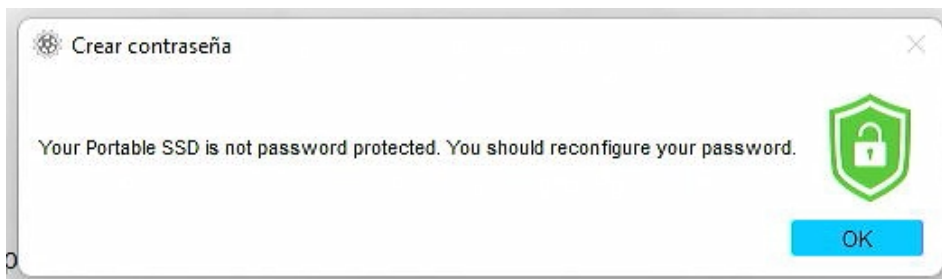 Crear contraseña
Your Portable SSD is not password protected. You should reconfigure your password.
OK